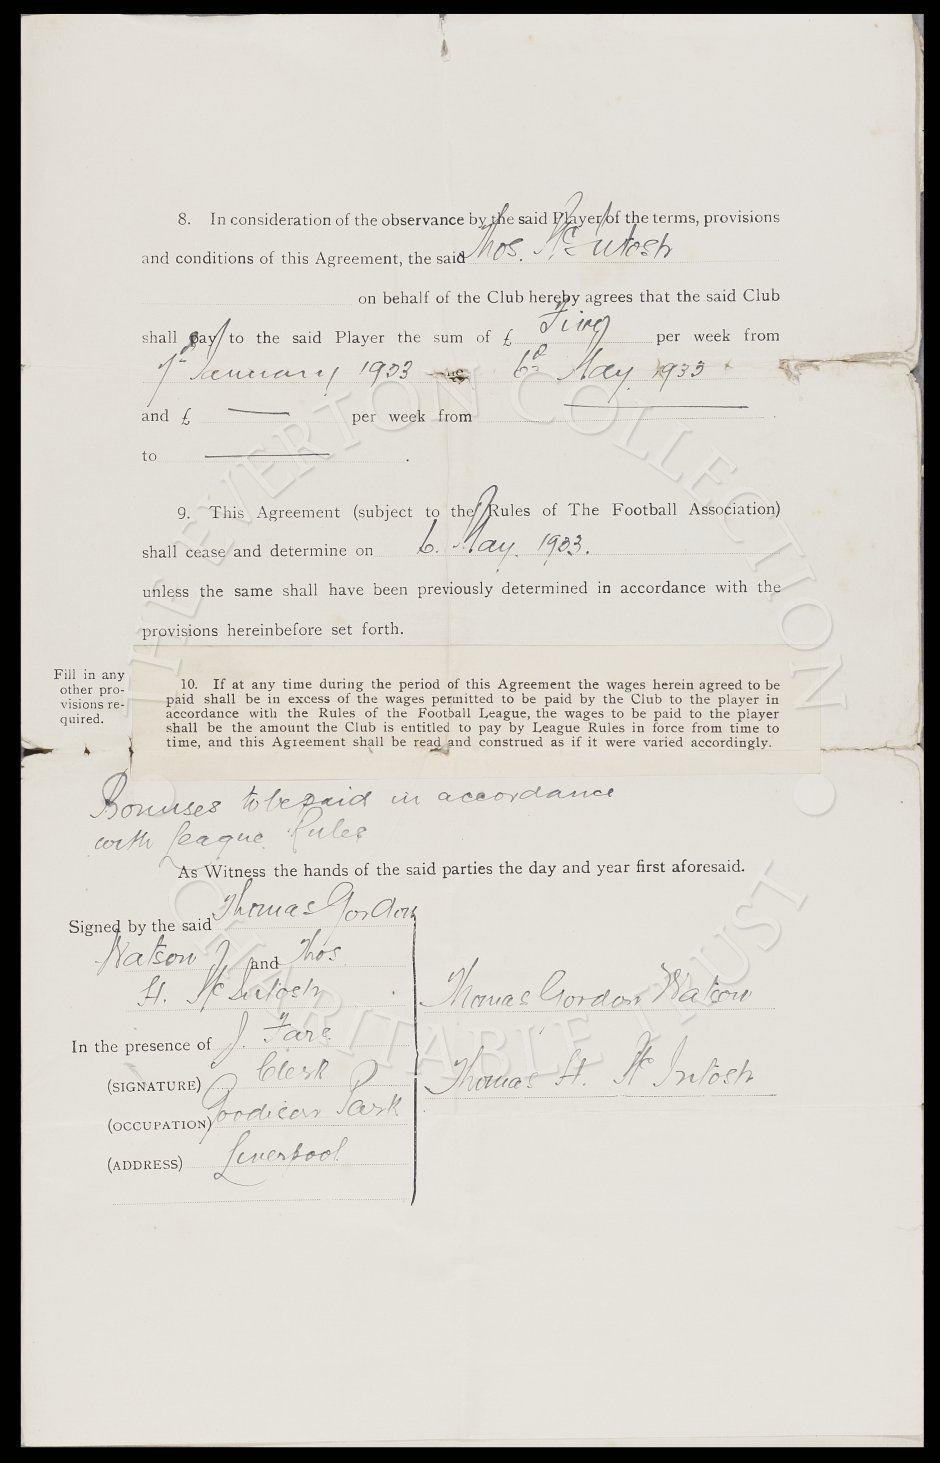 8. In consideration of the observance by the said Player of the terms, provisions
and conditions of this Agreement, the said Thos. H. McIntosh
on behalf of the Club hereby agrees that the said Club
shall pay to the said Player the sum of £ Five per week from
7th January 1933 to 6th May 1933
and £ — per week from —
to — .
9. This Agreement (subject to the Rules of The Football Association)
shall cease and determine on 6. May. 1933.
unless the same shall have been previously determined in accordance with the
provisions hereinbefore set forth.
Fill in any
other pro-
visions re-
quired.
10. If at any time during the period of this Agreement the wages herein agreed to be
paid shall be in excess of the wages permitted to be paid by the Club to the player in
accordance with the Rules of the Football League, the wages to be paid to the player
shall be the amount the Club is entitled to pay by League Rules in force from time to
time, and this Agreement shall be read and construed as if it were varied accordingly.
Bonuses to be paid in accordance
with League Rules
As Witness the hands of the said parties the day and year first aforesaid.
Signed by the said Thomas Gordon
Watson and Thos
H. McIntosh
In the presence of J.
(SIGNATURE) Clerk
(OCCUPATION) Goodison Park
(ADDRESS) Liverpool
Thomas Gordon Watson
Thomas H. McIntosh
THE EVERTON COLLECTION
CHARITABLE TRUST